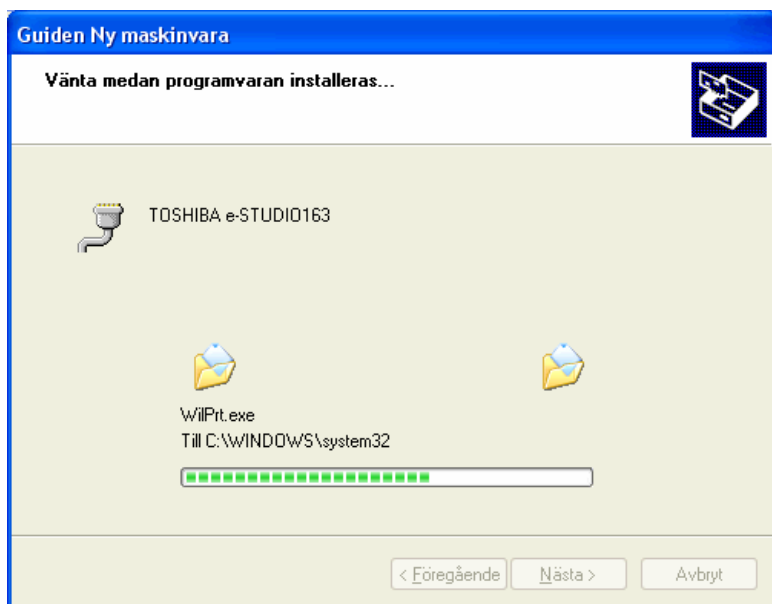 Guiden Ny maskinvara
Vänta medan programvaran installeras...
TOSHIBA e-STUDIO163
WilPrt.exe
Till C:\WINDOWS\system32
< Föregående Nästa > Avbryt